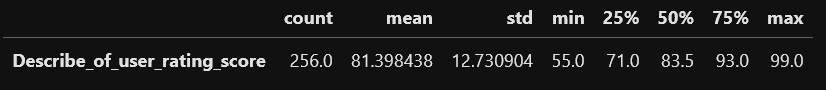 count mean std min 25% 50% 75% max
Describe_of_user_rating_score 256.0 81.398438 12.730904 55.0 71.0 83.5 93.0 99.0